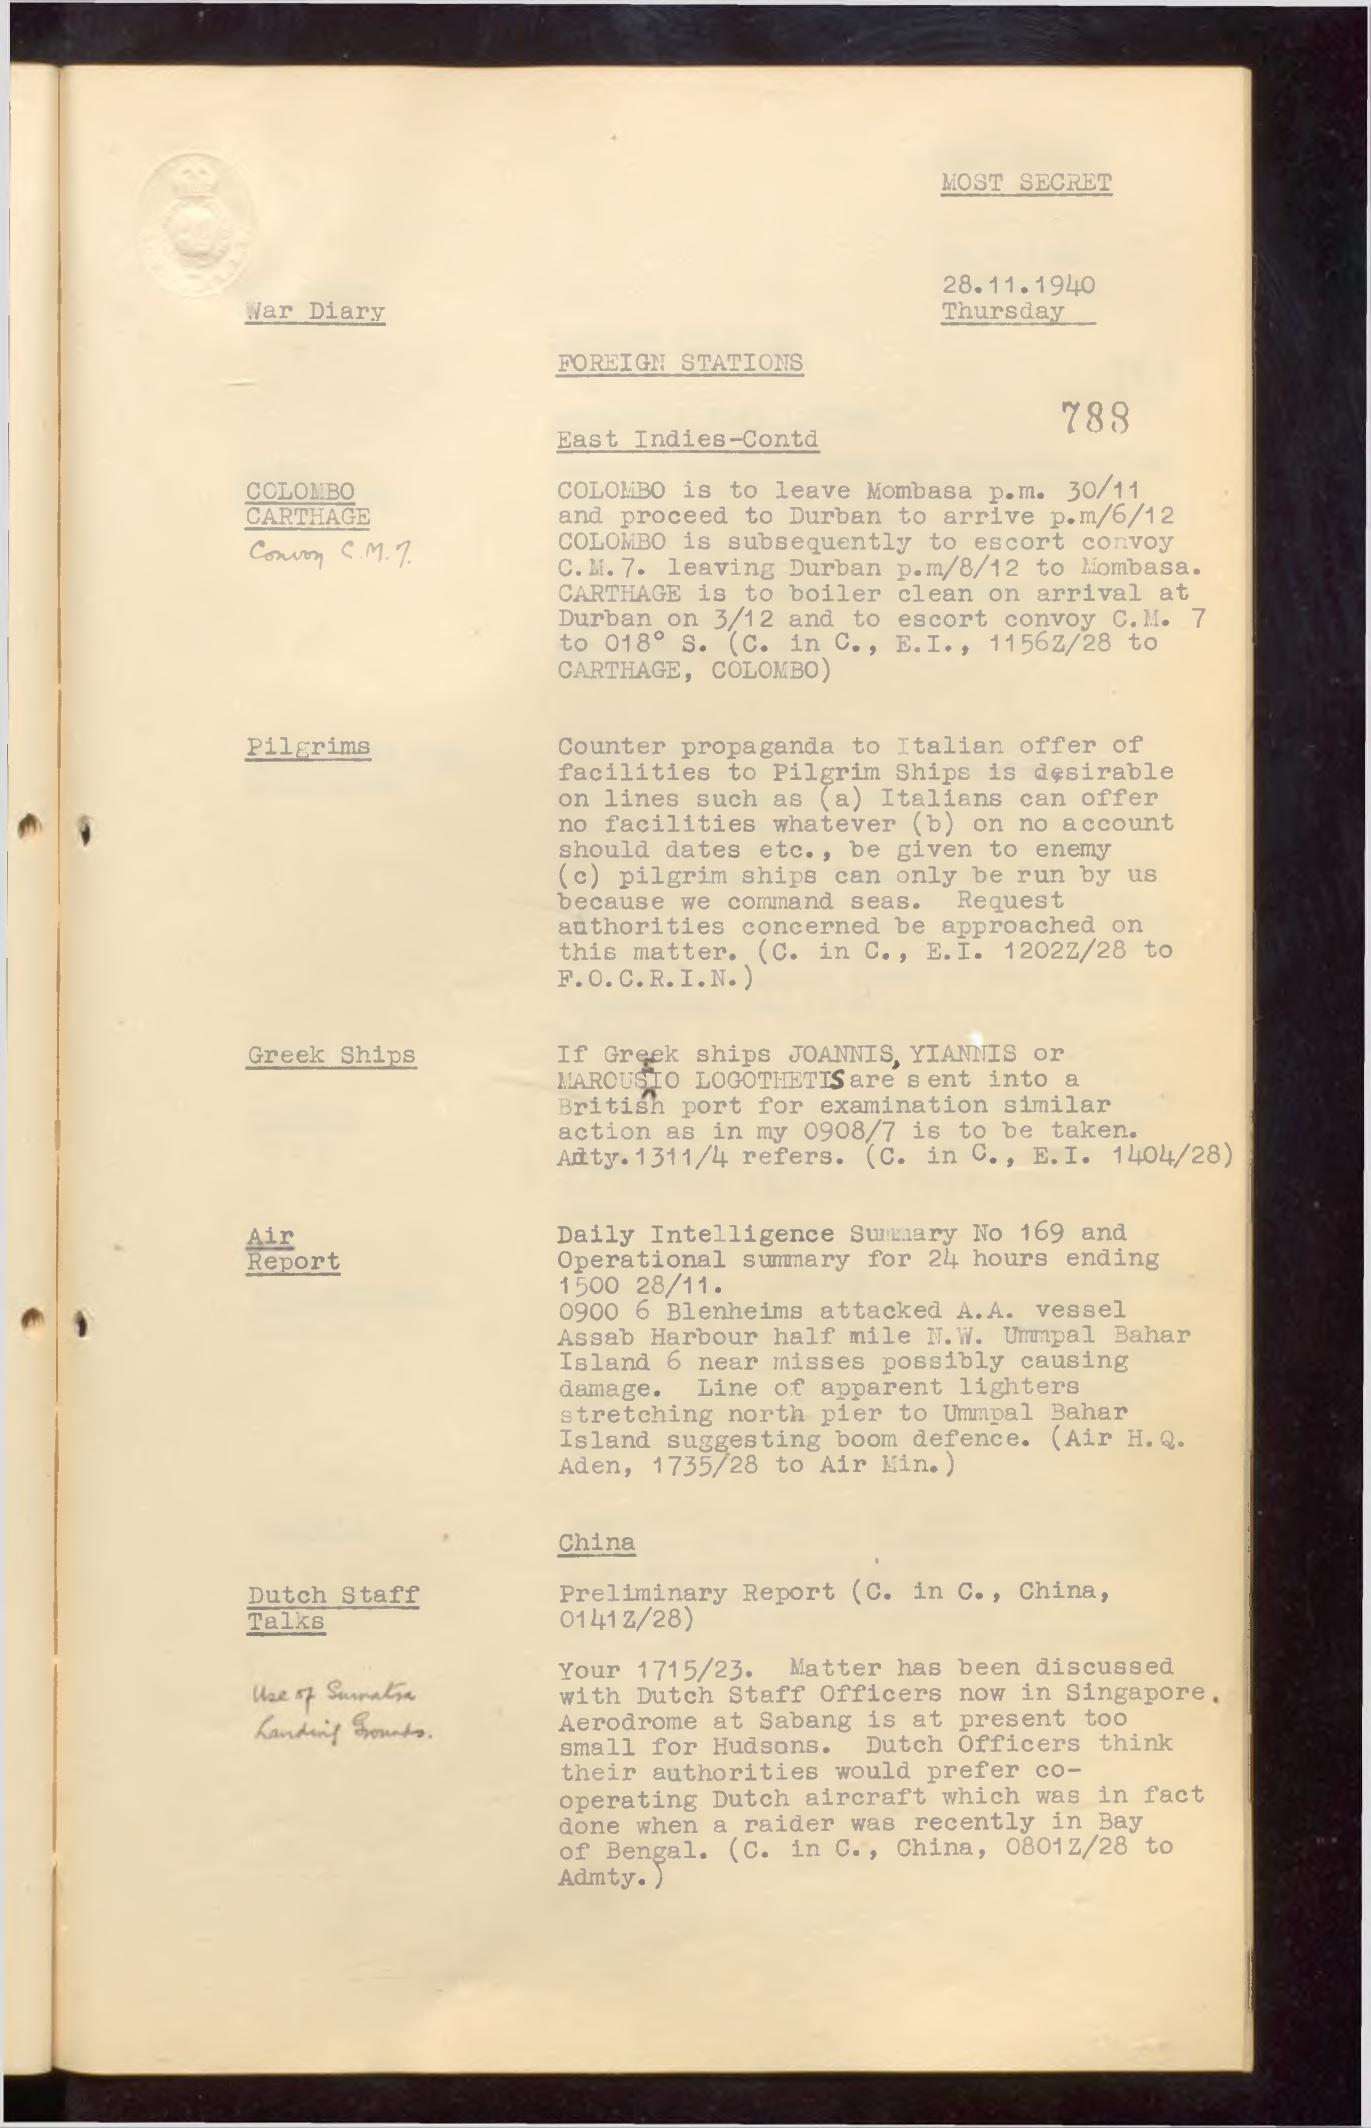 MOST SECRET
28.11.1940
War Diary
Thursday
FOREIGN STATIONS
788
East Indies-Contd
COLOMBO
CARTHAGE
Convoy C.M.7.
COLOMBO is to leave Mombasa p.m. 30/11
and proceed to Durban to arrive p.m/6/12
COLOMBO is subsequently to escort convoy
C.M.7. leaving Durban p.m/8/12 to Mombasa.
CARTHAGE is to boiler clean on arrival at
Durban on 3/12 and to escort convoy C.M. 7
to 018° S. (C. in C., E.I., 1156Z/28 to
CARTHAGE, COLOMBO)
Pilgrims
Counter propaganda to Italian offer of
facilities to Pilgrim Ships is desirable
on lines such as (a) Italians can offer
no facilities whatever (b) on no account
should dates etc., be given to enemy
(c) pilgrim ships can only be run by us
because we command seas. Request
authorities concerned be approached on
this matter. (C. in C., E.I. 1202Z/28 to
F.O.C.R.I.N.)
Greek Ships
If Greek ships JOANNIS, YIANNIS or
MAROUSIO LOGOTHETIS are sent into a
British port for examination similar
action as in my 0908/7 is to be taken.
Adty.1311/4 refers. (C. in C., E.I. 1404/28)
Air
Report
Daily Intelligence Summary No 169 and
Operational summary for 24 hours ending
1500 28/11.
0900 6 Blenheims attacked A.A. vessel
Assab Harbour half mile N.W. Ummpal Bahar
Island 6 near misses possibly causing
damage. Line of apparent lighters
stretching north pier to Ummpal Bahar
Island suggesting boom defence. (Air H.Q.
Aden, 1735/28 to Air Min.)
China
Dutch Staff
Talks
Preliminary Report (C. in C., China,
0141Z/28)
Use of Sumatra
Landing Grounds.
Your 1715/23. Matter has been discussed
with Dutch Staff Officers now in Singapore.
Aerodrome at Sabang is at present too
small for Hudsons. Dutch Officers think
their authorities would prefer co-
operating Dutch aircraft which was in fact
done when a raider was recently in Bay
of Bengal. (C. in C., China, 0801Z/28 to
Admty.)